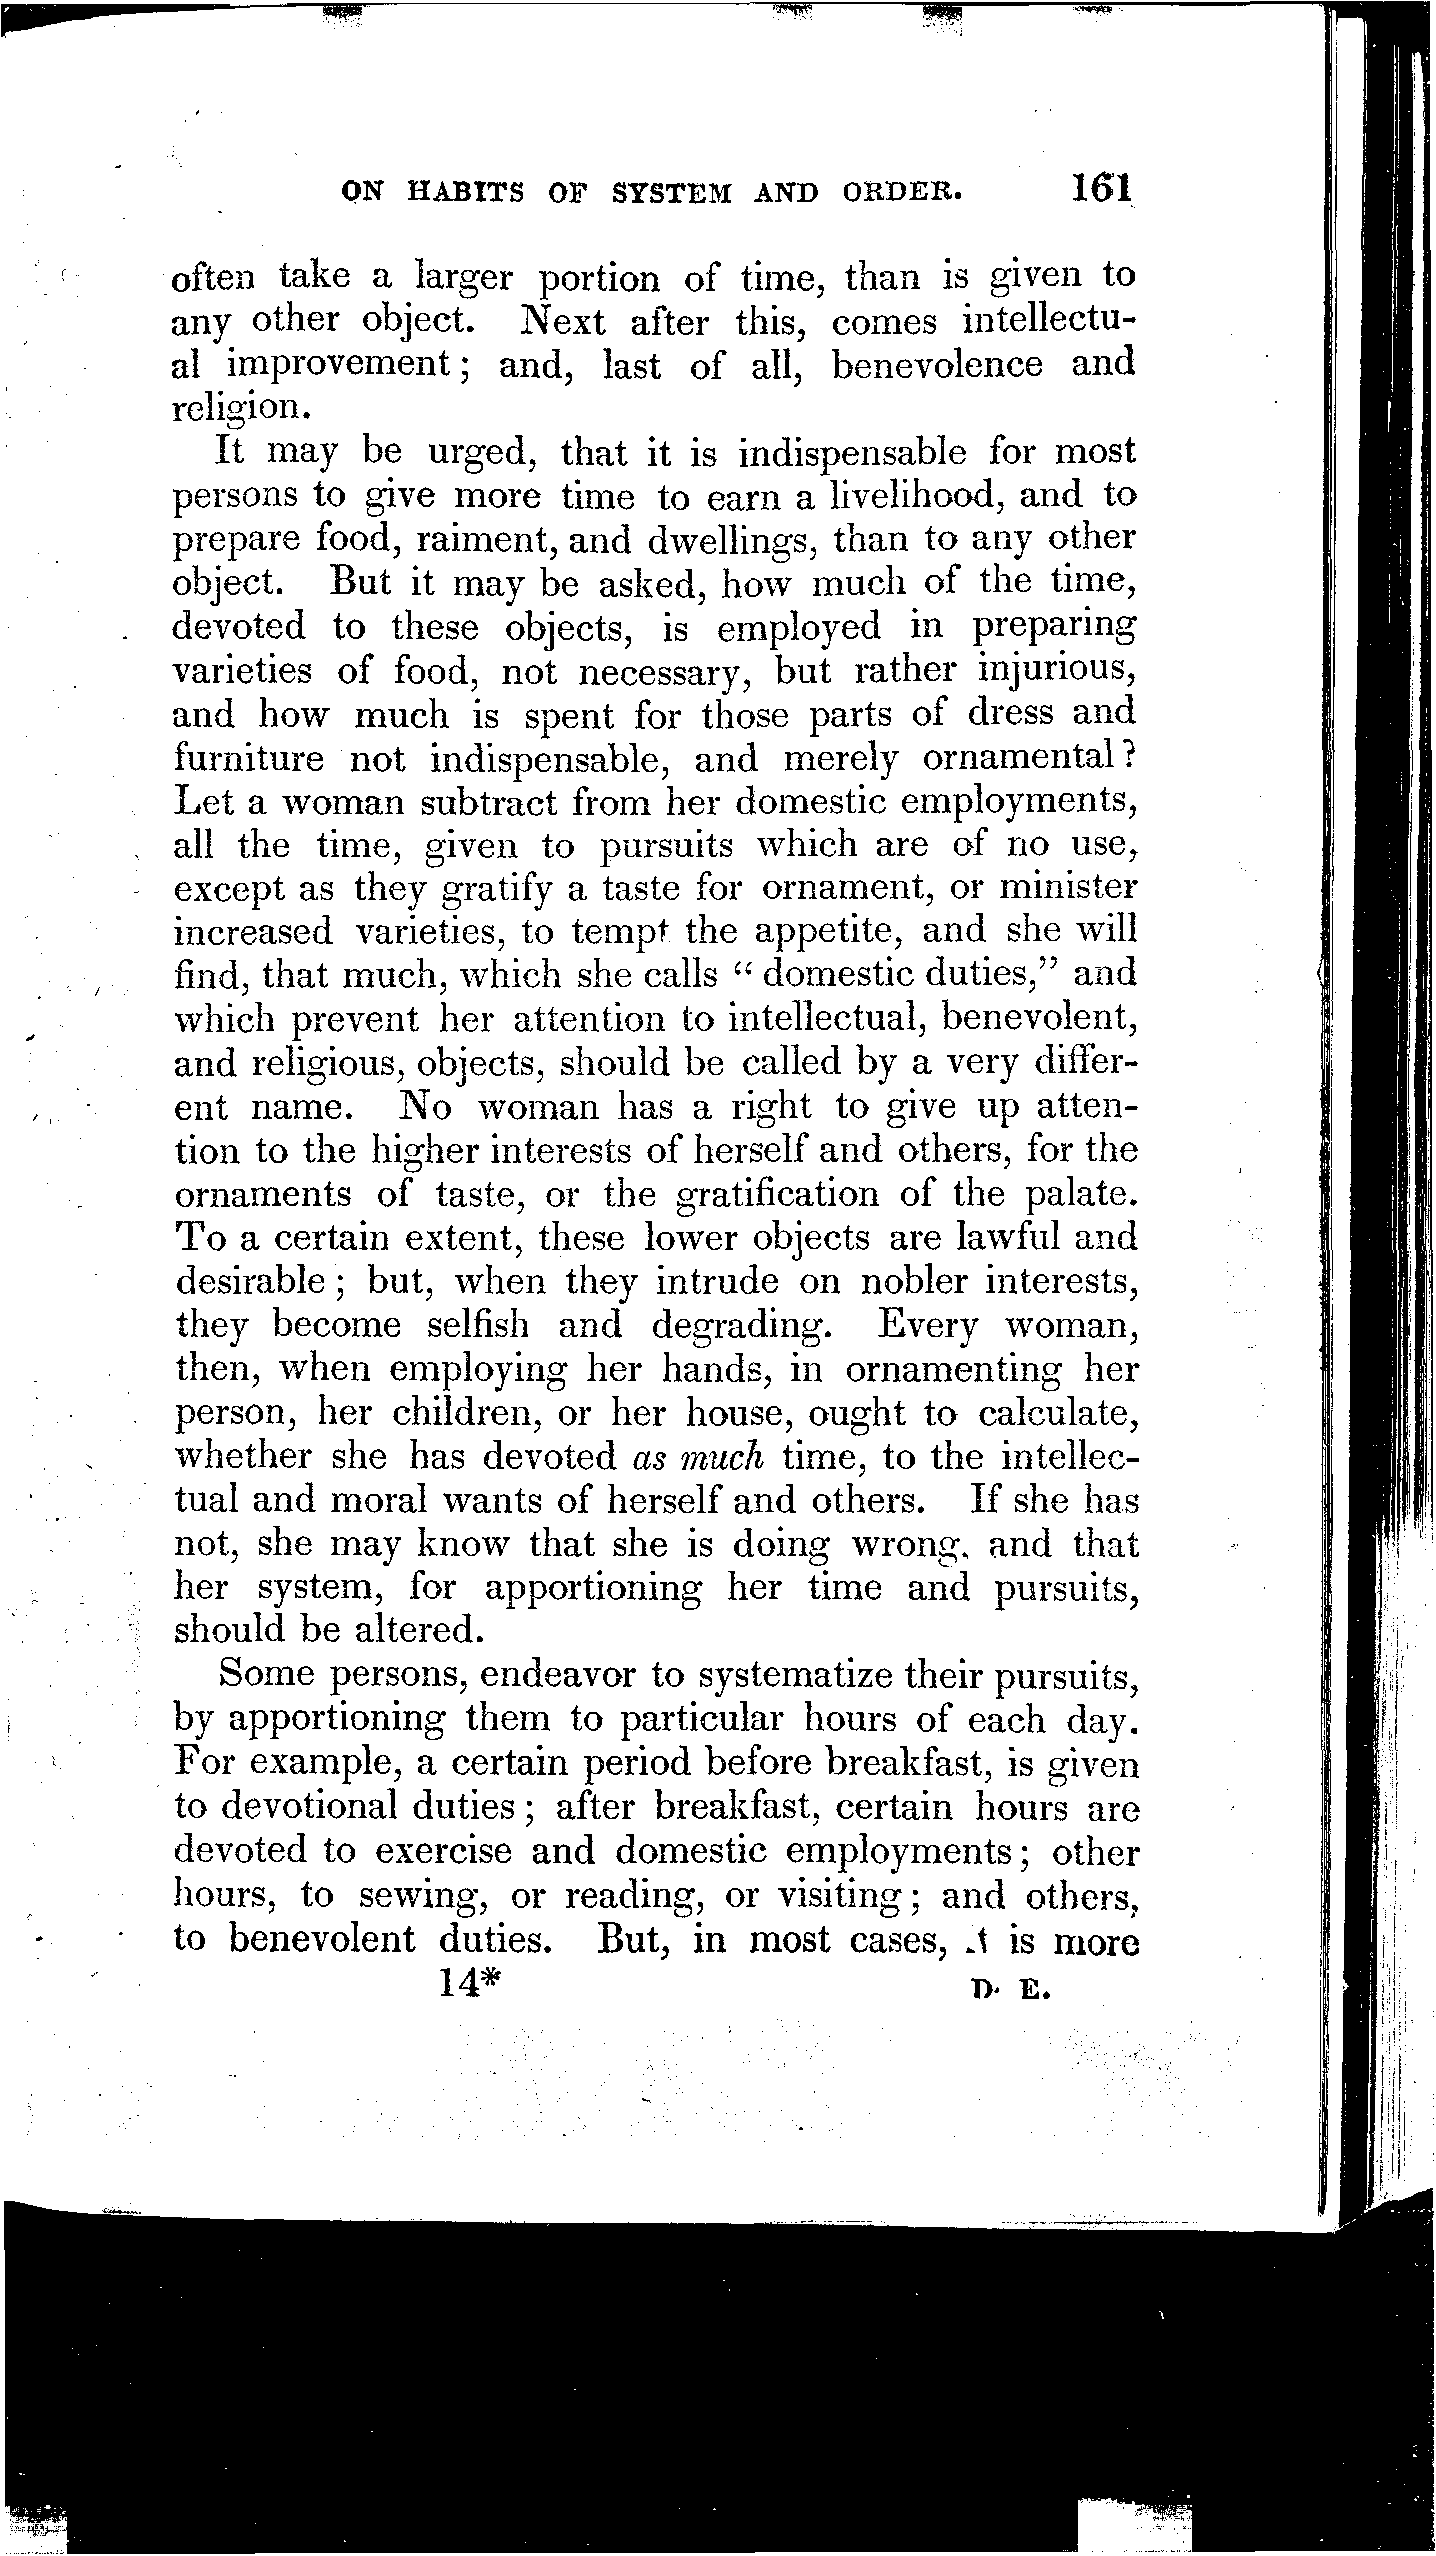 ON HABITS OF SYSTEM AND ORDER. 161
often take a larger portion of time, than is given to
any other object. Next after this, comes intellectu-
al improvement; and, last of all, benevolence and
religion.
It may be urged, that it is indispensable for most
persons to give more time to earn a livelihood, and to
prepare food, raiment, and dwellings, than to any other
object. But it may be asked, how much of the time,
devoted to these objects, is employed in preparing
varieties of food, not necessary, but rather injurious,
and how much is spent for those parts of dress and
furniture not indispensable, and merely ornamental?
Let a woman subtract from her domestic employments,
all the time, given to pursuits which are of no use,
except as they gratify a taste for ornament, or minister
increased varieties, to tempt the appetite, and she will
find, that much, which she calls "domestic duties," and
which prevent her attention to intellectual, benevolent,
and religious, objects, should be called by a very differ-
ent name. No woman has a right to give up atten-
tion to the higher interests of herself and others, for the
ornaments of taste, or the gratification of the palate.
To a certain extent, these lower objects are lawful and
desirable; but, when they intrude on nobler interests,
they become selfish and degrading. Every woman,
then, when employing her hands, in ornamenting her
person, her children, or her house, ought to calculate,
whether she has devoted as much time, to the intellec-
tual and moral wants of herself and others. If she has
not, she may know that she is doing wrong, and that
her system, for apportioning her time and pursuits,
should be altered.
Some persons, endeavor to systematize their pursuits,
by apportioning them to particular hours of each day.
For example, a certain period before breakfast, is given
to devotional duties; after breakfast, certain hours are
devoted to exercise and domestic employments; other
hours, to sewing, or reading, or visiting; and others,
to benevolent duties. But, in most cases, it is more
14* D. E.